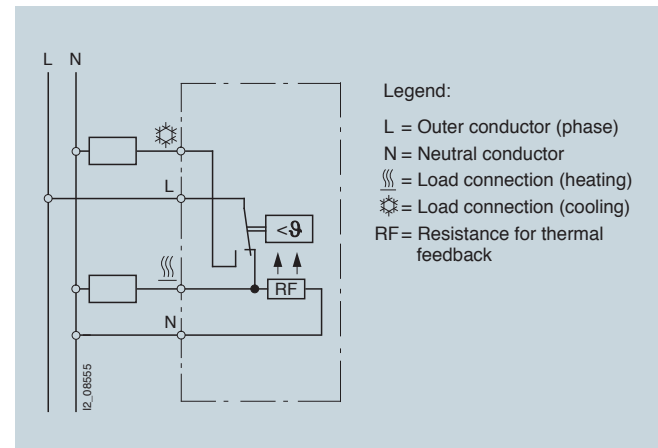 L N
L
<ϑ
RF
N
I2_08555
Legend:
L = Outer conductor (phase)
N = Neutral conductor
= Load connection (heating)
= Load connection (cooling)
RF = Resistance for thermal
feedback